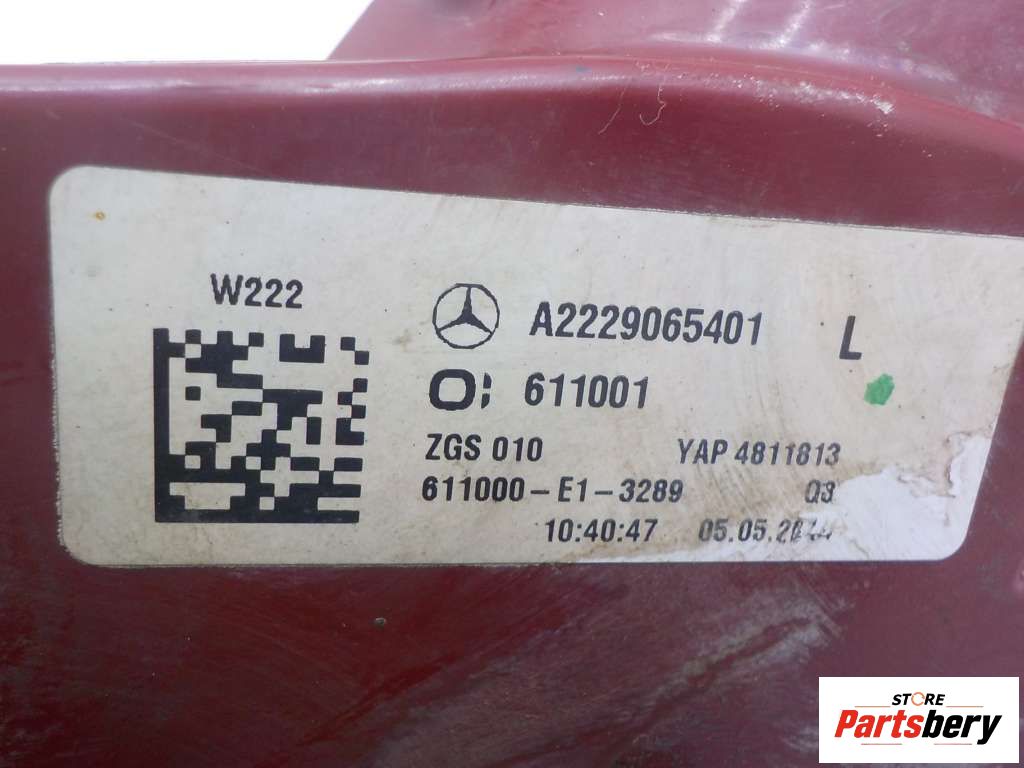 W222
A2229065401 L
611001
ZGS 010 YAP 4811813
611000-E1-3289 Q3
10:40:47
STORE
Partsbery